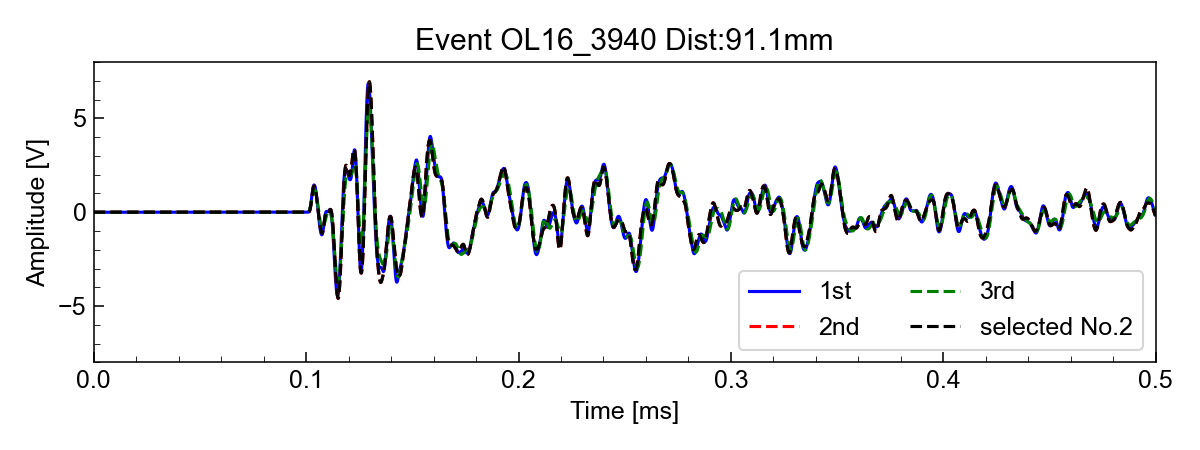 Event OL16_3940 Dist:91.1mm
Amplitude [V]
5
0
−5
1st
3rd
2nd
selected No.2
0.0 0.1 0.2 0.3 0.4 0.5
Time [ms]